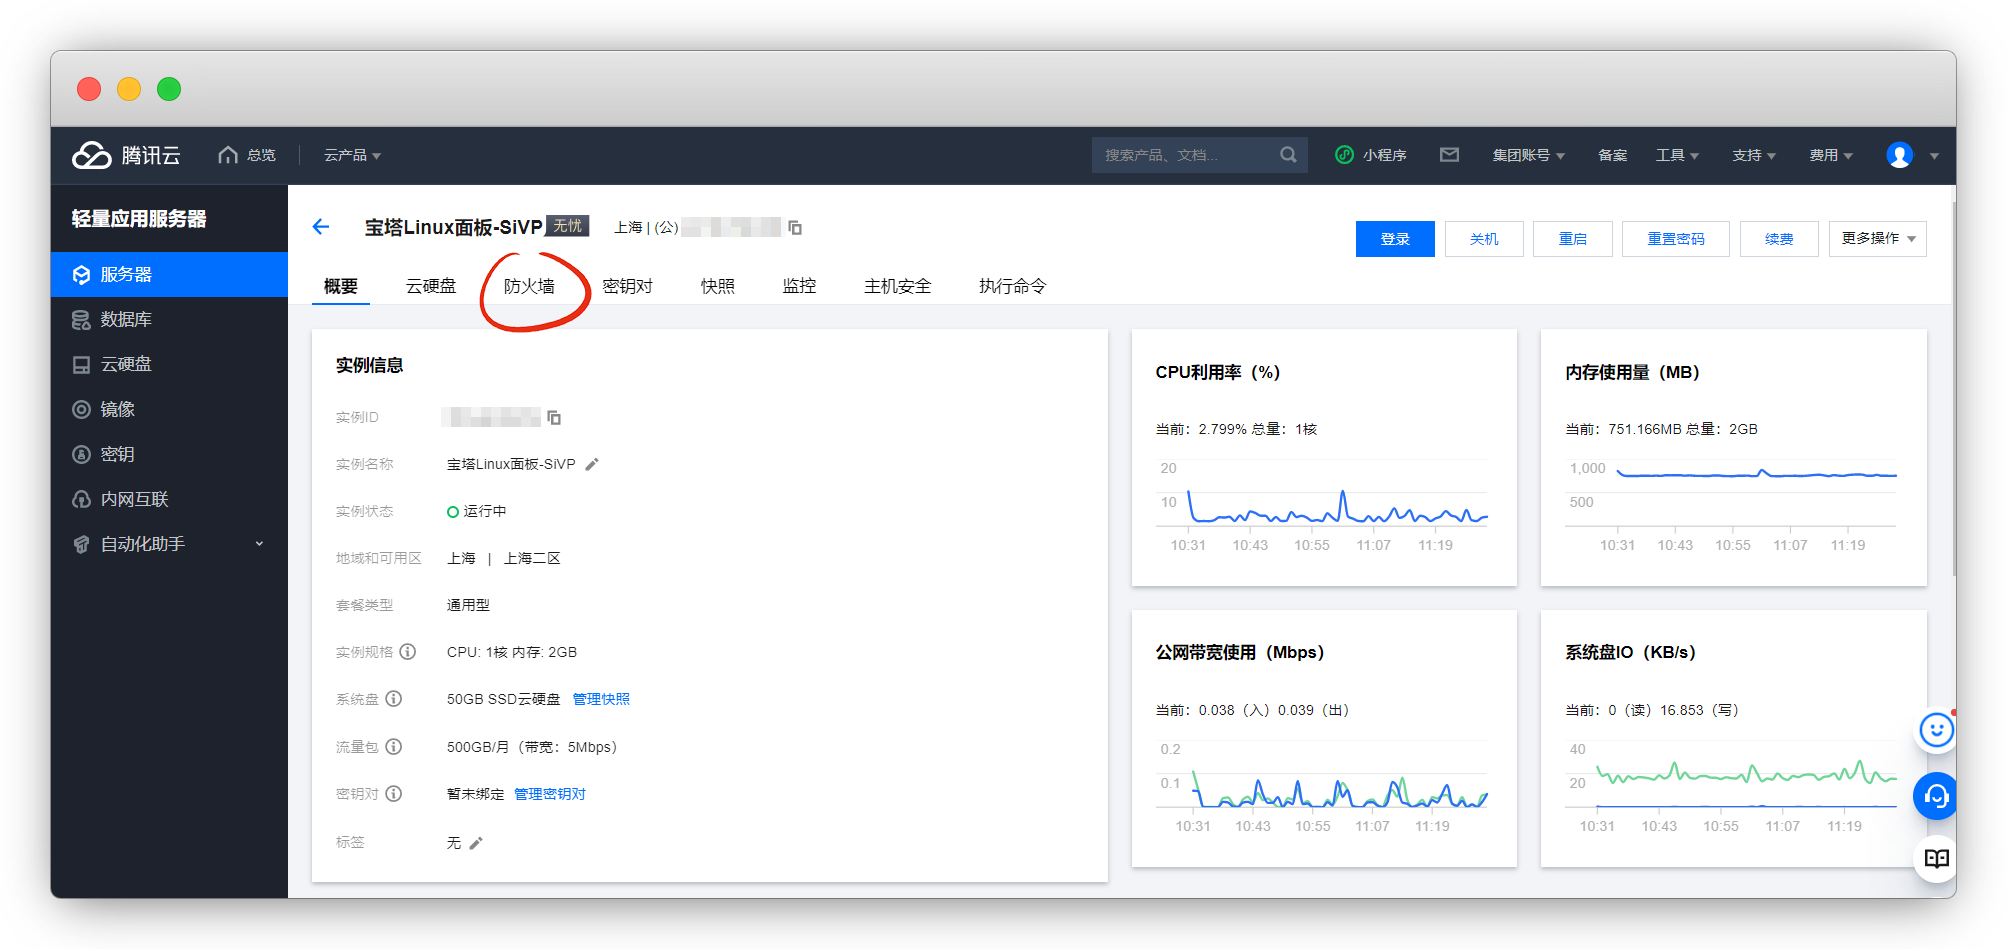 腾讯云 总览 云产品 搜索产品、文档... 小程序 集团账号 备案 工具 支持 费用
轻量应用服务器
服务器
数据库
云硬盘
镜像
密钥
内网互联
自动化助手
宝塔Linux面板-SiVP 无忧 上海 | (公)
登录 关机 重启 重置密码 续费 更多操作
概要 云硬盘 防火墙 密钥对 快照 监控 主机安全 执行命令
实例信息
实例ID
实例名称 宝塔Linux面板-SiVP
实例状态 运行中
地域和可用区 上海 | 上海二区
套餐类型 通用型
实例规格 CPU: 1核 内存: 2GB
系统盘 50GB SSD云硬盘 管理快照
流量包 500GB/月（带宽：5Mbps）
密钥对 暂未绑定 管理密钥对
标签 无
CPU利用率（%）
当前：2.799% 总量：1核
20
10
10:31 10:43 10:55 11:07 11:19
内存使用量（MB）
当前：751.166MB 总量：2GB
1,000
500
10:31 10:43 10:55 11:07 11:19
公网带宽使用（Mbps）
当前：0.038（入）0.039（出）
0.2
0.1
10:31 10:43 10:55 11:07 11:19
系统盘IO（KB/s）
当前：0（读）16.853（写）
40
20
10:31 10:43 10:55 11:07 11:19